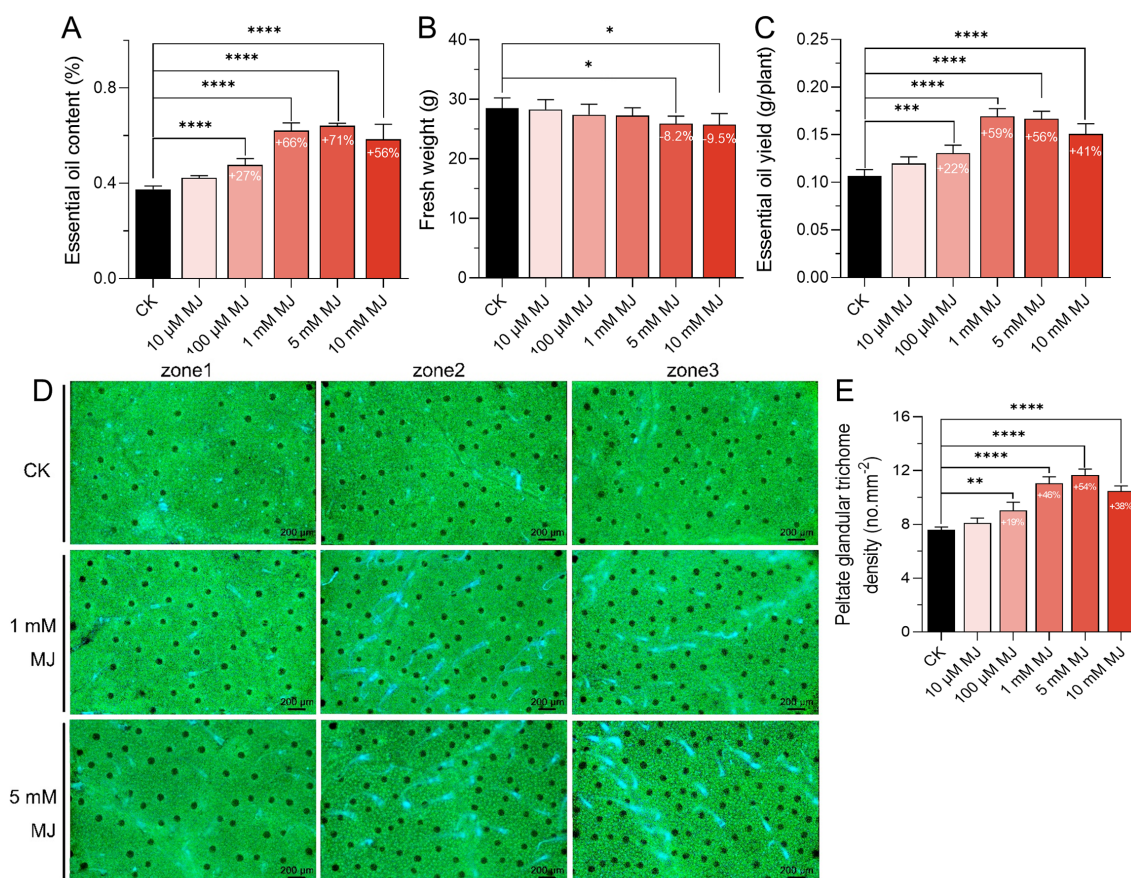 A
Essential oil content (%)
0.8
0.4
0.0
****
****
****
****
+27%
+66%
+71%
+56%
CK
10 μM MJ
100 μM MJ
1 mM MJ
5 mM MJ
10 mM MJ
B
Fresh weight (g)
40
30
20
10
0
*
*
-8.2%
-9.5%
CK
10 μM MJ
100 μM MJ
1 mM MJ
5 mM MJ
10 mM MJ
C
Essential oil yield (g/plant)
0.25
0.20
0.15
0.10
0.05
0.00
****
****
****
***
+22%
+59%
+56%
+41%
CK
10 μM MJ
100 μM MJ
1 mM MJ
5 mM MJ
10 mM MJ
D
zone1
zone2
zone3
CK
200 μm
200 μm
200 μm
1 mM
MJ
200 μm
200 μm
200 μm
5 mM
MJ
200 μm
200 μm
200 μm
E
Peltate glandular trichome
density (no.mm⁻²)
16
12
8
4
0
****
****
****
**
+19%
+46%
+54%
+38%
CK
10 μM MJ
100 μM MJ
1 mM MJ
5 mM MJ
10 mM MJ